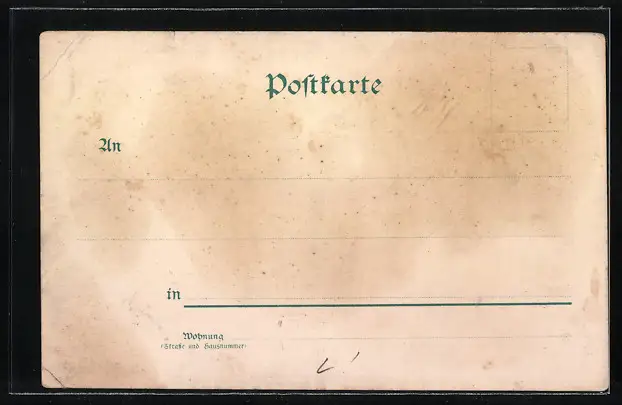 Postkarte
An
in
Wohnung
(Straße und Hausnummer)